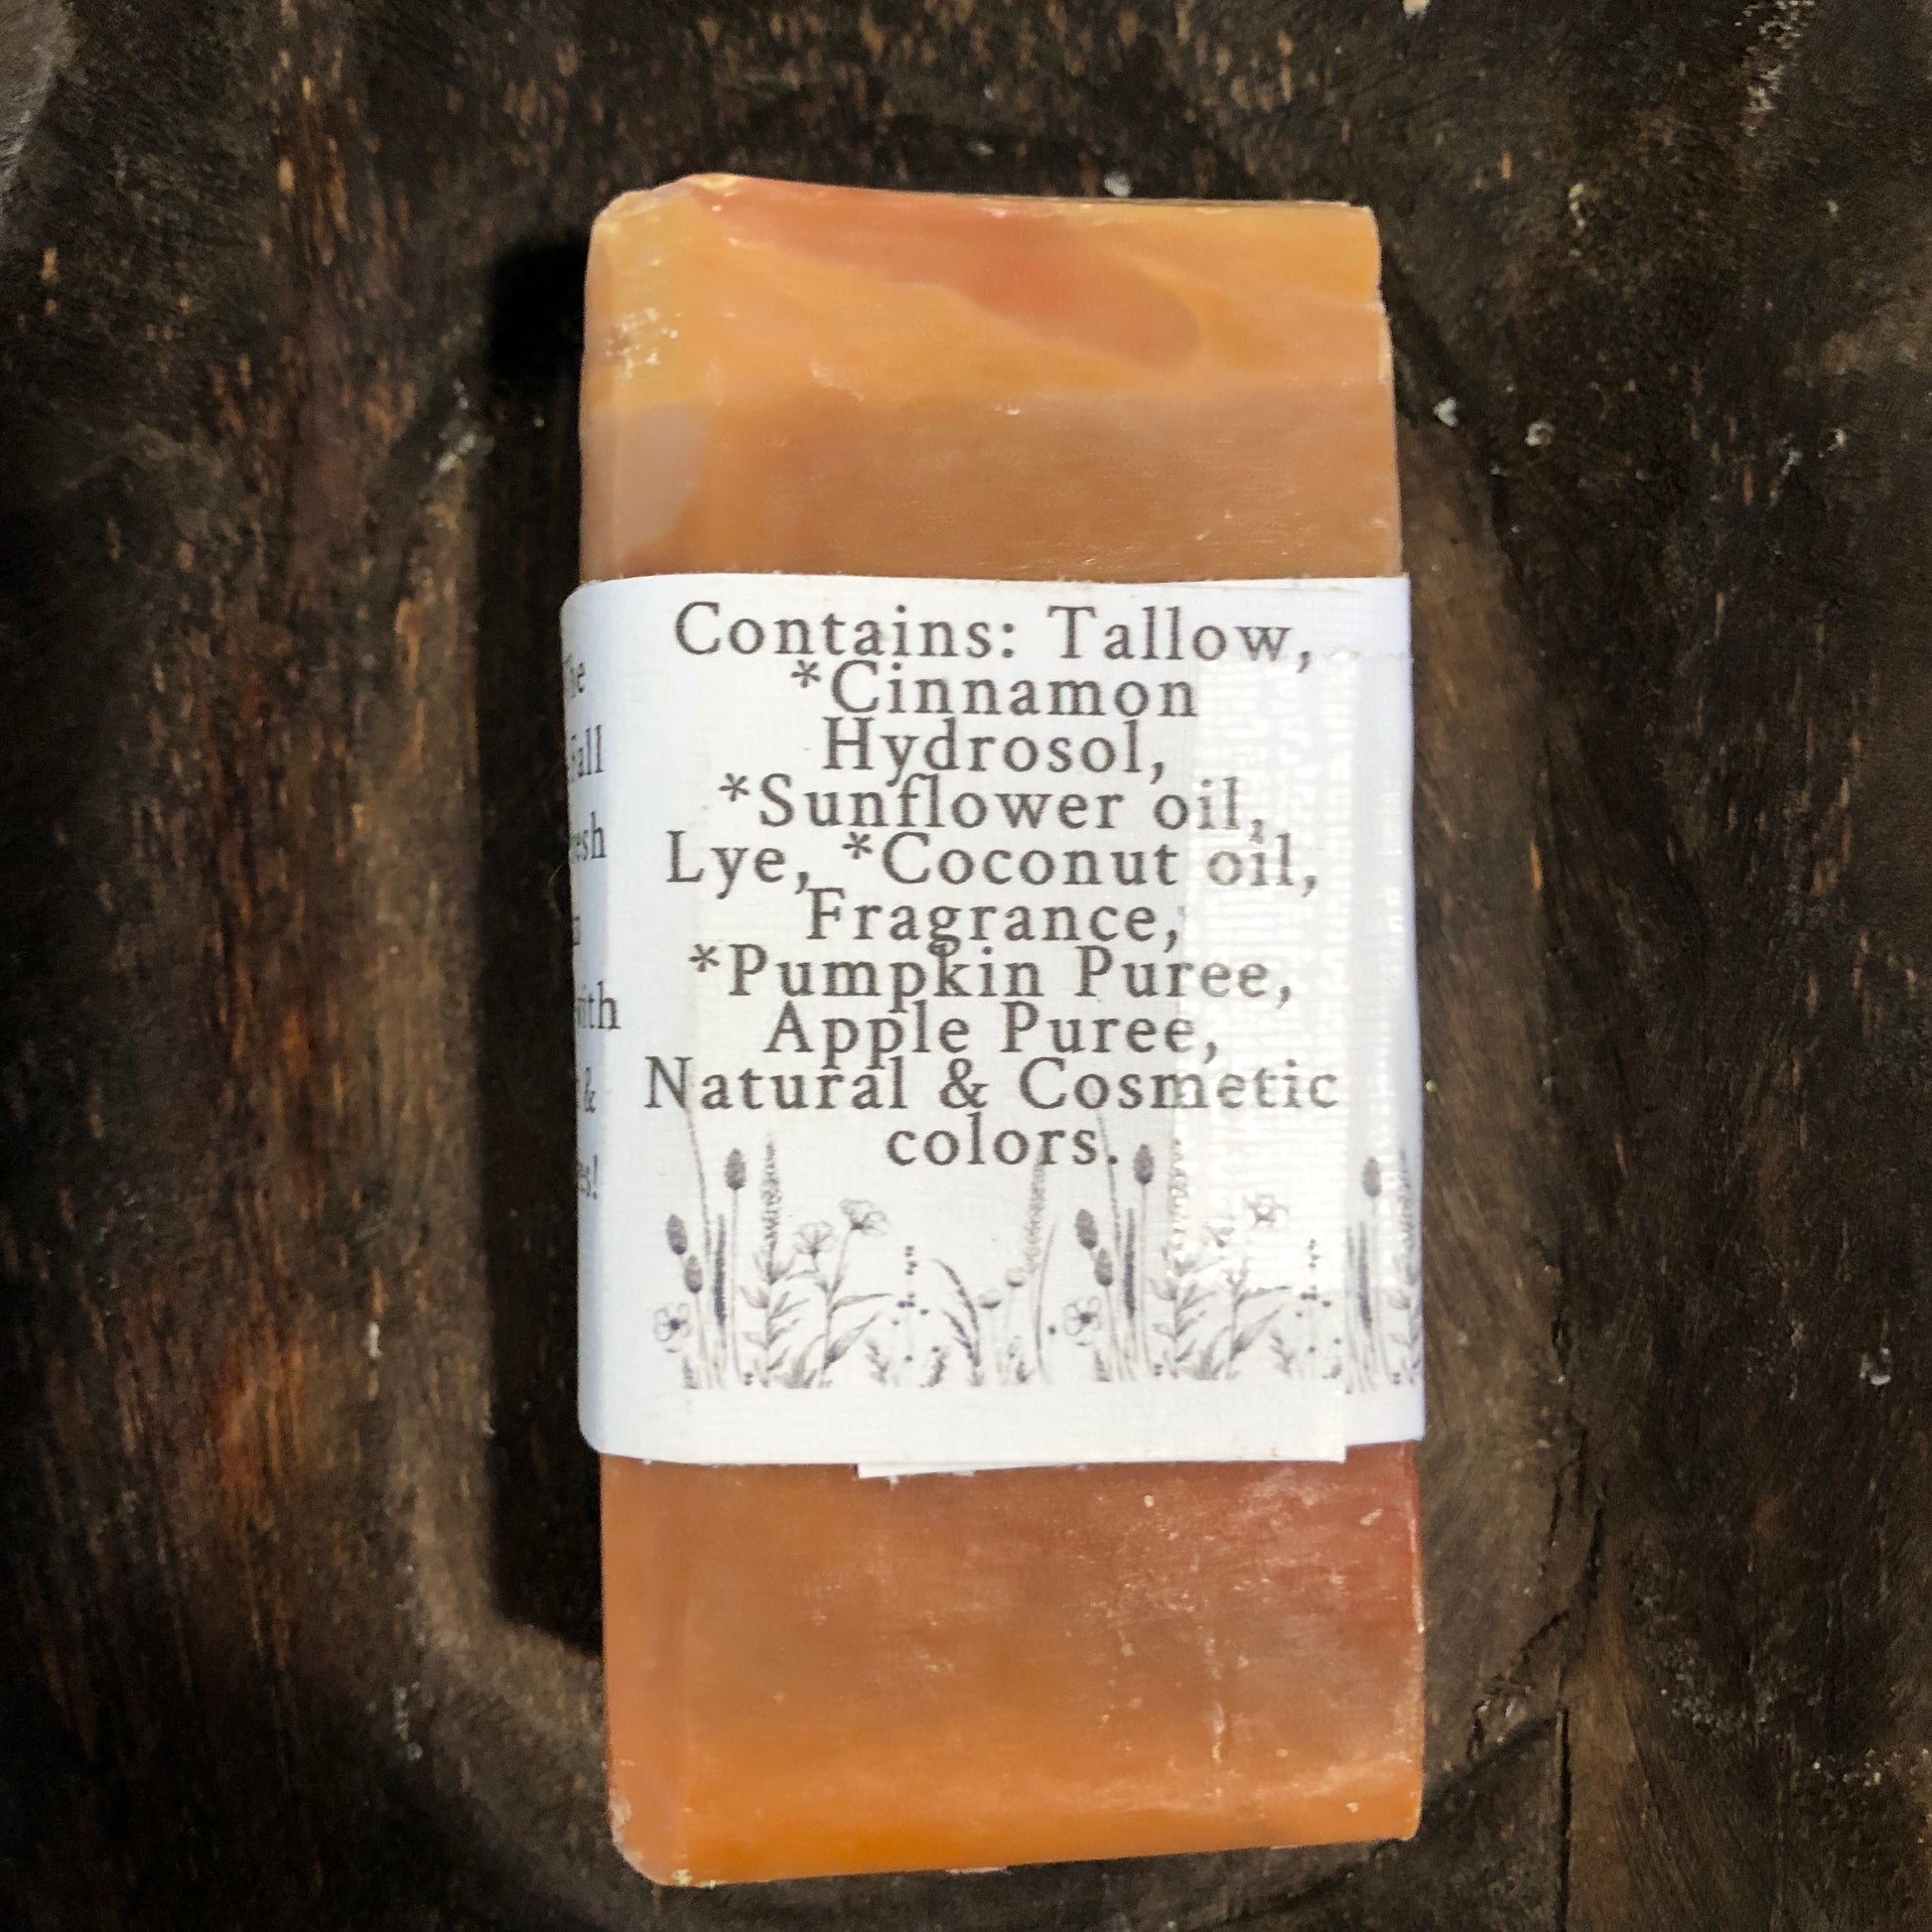 Contains: Tallow,
*Cinnamon
Hydrosol,
*Sunflower oil,
Lye, *Coconut oil,
Fragrance,
*Pumpkin Puree,
Apple Puree,
Natural & Cosmetic
colors.
&